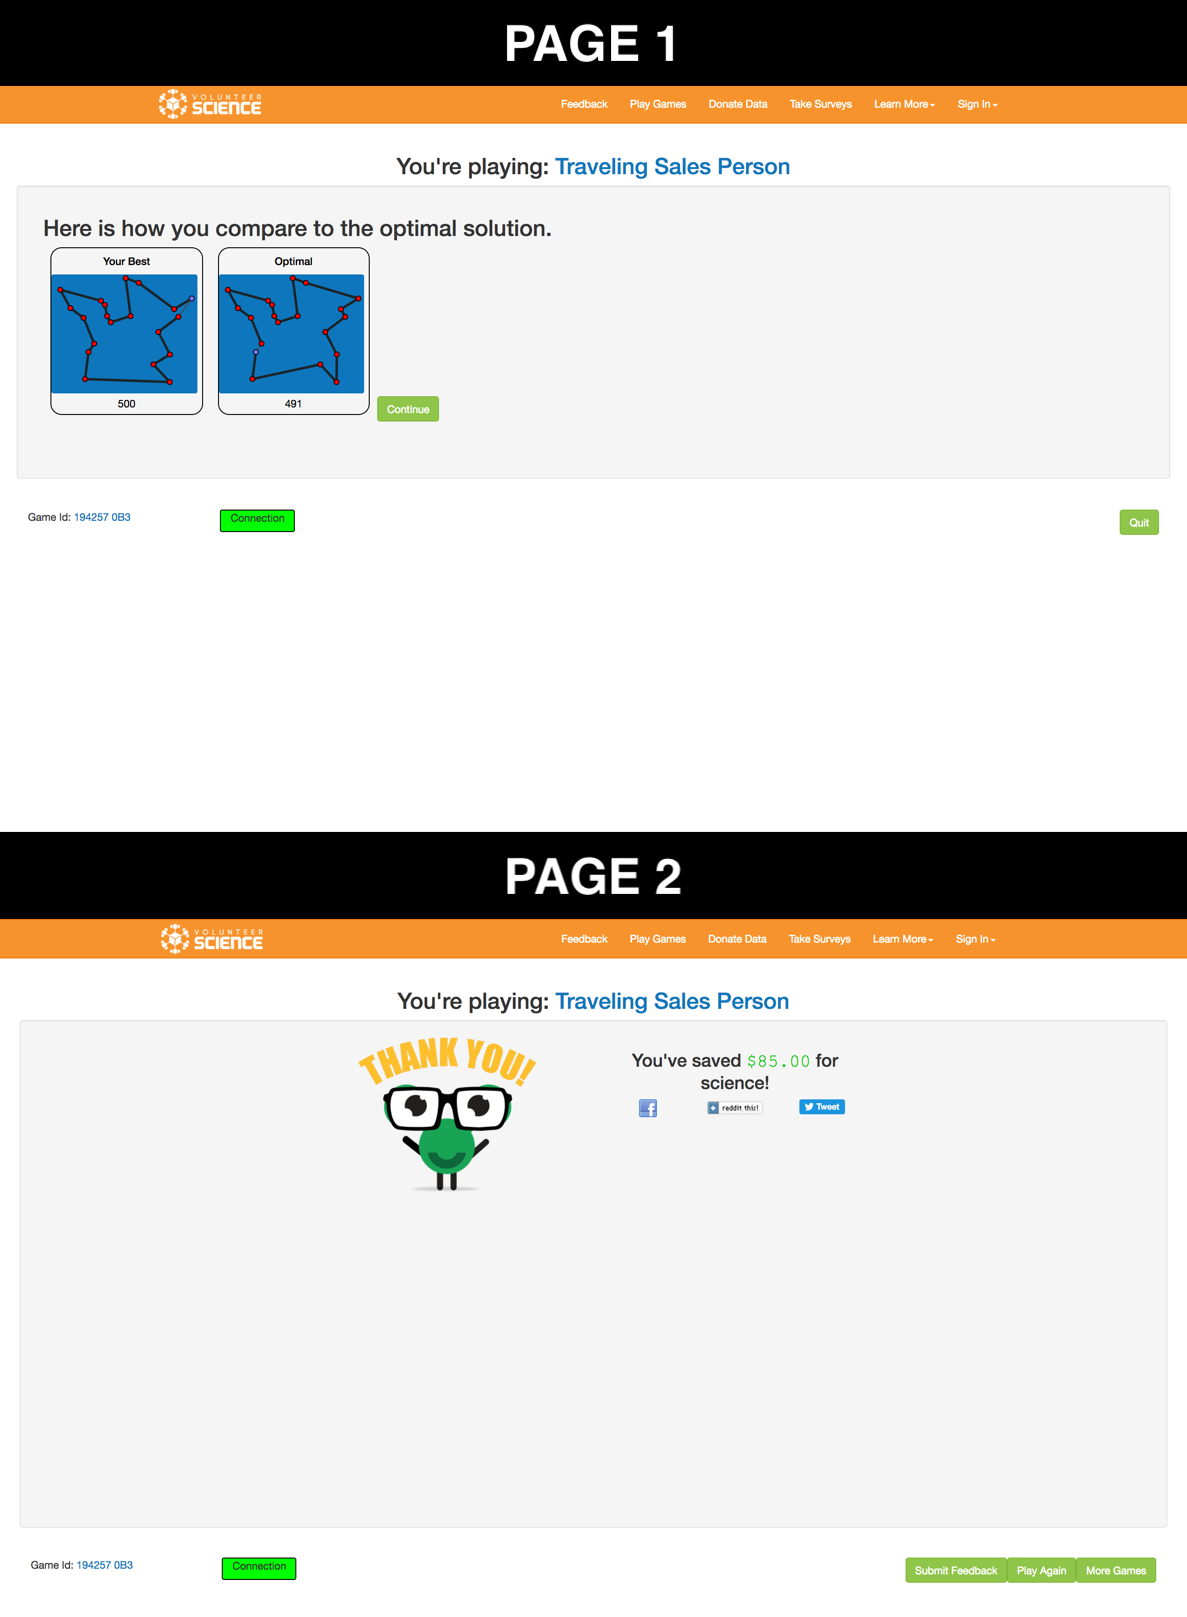 PAGE 1
VOLUNTEER
SCIENCE
Feedback Play Games Donate Data Take Surveys Learn More Sign In
You're playing: Traveling Sales Person
Here is how you compare to the optimal solution.
Your Best Optimal
500 491
Continue
Game Id: 194257 0B3 Connection Quit
PAGE 2
VOLUNTEER
SCIENCE
Feedback Play Games Donate Data Take Surveys Learn More Sign In
You're playing: Traveling Sales Person
THANK YOU!
You've saved $85.00 for
science!
f reddit this! Tweet
Game Id: 194257 0B3 Connection Submit Feedback Play Again More Games